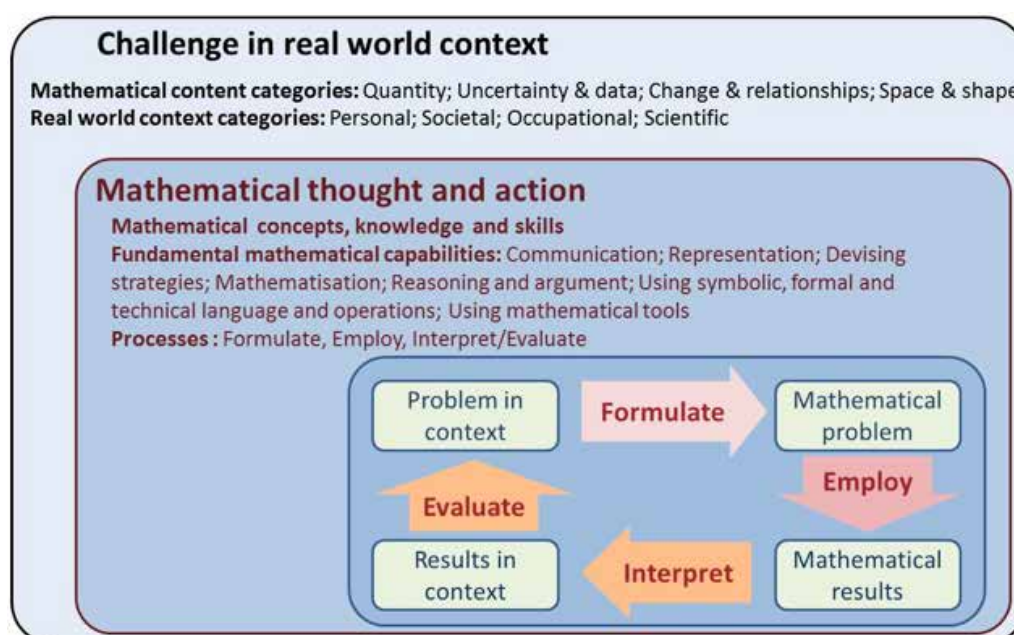 Challenge in real world context
Mathematical content categories: Quantity; Uncertainty & data; Change & relationships; Space & shape
Real world context categories: Personal; Societal; Occupational; Scientific
Mathematical thought and action
Mathematical concepts, knowledge and skills
Fundamental mathematical capabilities: Communication; Representation; Devising
strategies; Mathematisation; Reasoning and argument; Using symbolic, formal and
technical language and operations; Using mathematical tools
Processes : Formulate, Employ, Interpret/Evaluate
Problem in
context
Formulate
Mathematical
problem
Employ
Evaluate
Results in
context
Interpret
Mathematical
results